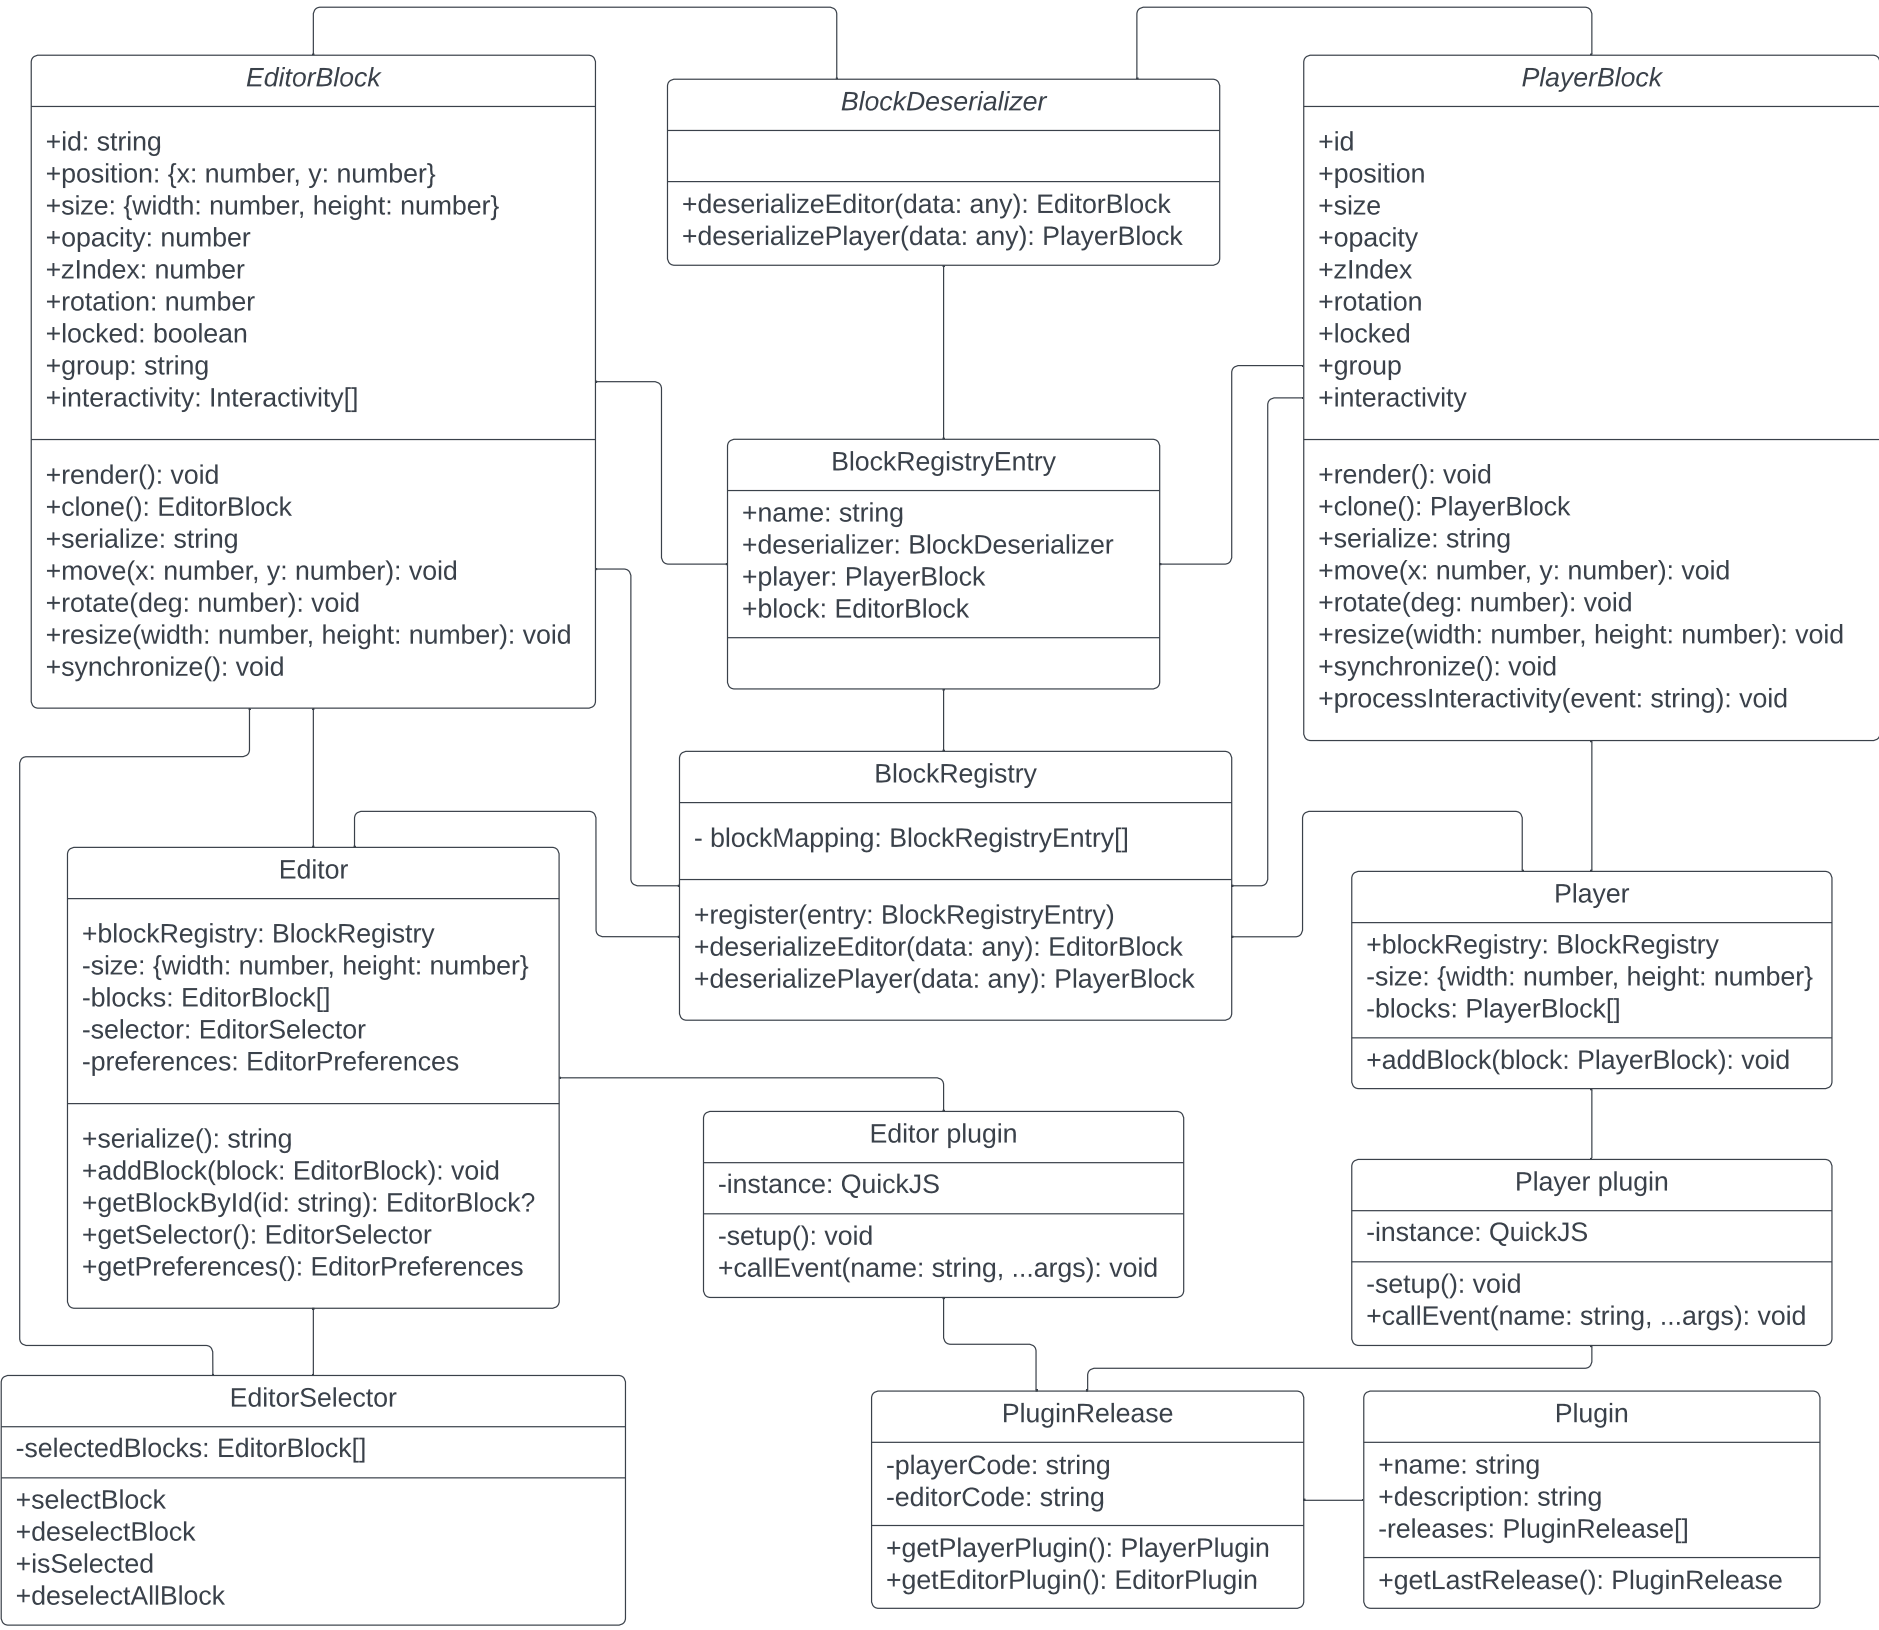 EditorBlock
+id: string
+position: {x: number, y: number}
+size: {width: number, height: number}
+opacity: number
+zIndex: number
+rotation: number
+locked: boolean
+group: string
+interactivity: Interactivity[]
+render(): void
+clone(): EditorBlock
+serialize: string
+move(x: number, y: number): void
+rotate(deg: number): void
+resize(width: number, height: number): void
+synchronize(): void
BlockDeserializer
+deserializeEditor(data: any): EditorBlock
+deserializePlayer(data: any): PlayerBlock
PlayerBlock
+id
+position
+size
+opacity
+zIndex
+rotation
+locked
+group
+interactivity
+render(): void
+clone(): PlayerBlock
+serialize: string
+move(x: number, y: number): void
+rotate(deg: number): void
+resize(width: number, height: number): void
+synchronize(): void
+processInteractivity(event: string): void
BlockRegistryEntry
+name: string
+deserializer: BlockDeserializer
+player: PlayerBlock
+block: EditorBlock
BlockRegistry
- blockMapping: BlockRegistryEntry[]
+register(entry: BlockRegistryEntry)
+deserializeEditor(data: any): EditorBlock
+deserializePlayer(data: any): PlayerBlock
Editor
+blockRegistry: BlockRegistry
-size: {width: number, height: number}
-blocks: EditorBlock[]
-selector: EditorSelector
-preferences: EditorPreferences
+serialize(): string
+addBlock(block: EditorBlock): void
+getBlockById(id: string): EditorBlock?
+getSelector(): EditorSelector
+getPreferences(): EditorPreferences
Player
+blockRegistry: BlockRegistry
-size: {width: number, height: number}
-blocks: PlayerBlock[]
+addBlock(block: PlayerBlock): void
Editor plugin
-instance: QuickJS
-setup(): void
+callEvent(name: string, ...args): void
Player plugin
-instance: QuickJS
-setup(): void
+callEvent(name: string, ...args): void
EditorSelector
-selectedBlocks: EditorBlock[]
+selectBlock
+deselectBlock
+isSelected
+deselectAllBlock
PluginRelease
-playerCode: string
-editorCode: string
+getPlayerPlugin(): PlayerPlugin
+getEditorPlugin(): EditorPlugin
Plugin
+name: string
+description: string
-releases: PluginRelease[]
+getLastRelease(): PluginRelease